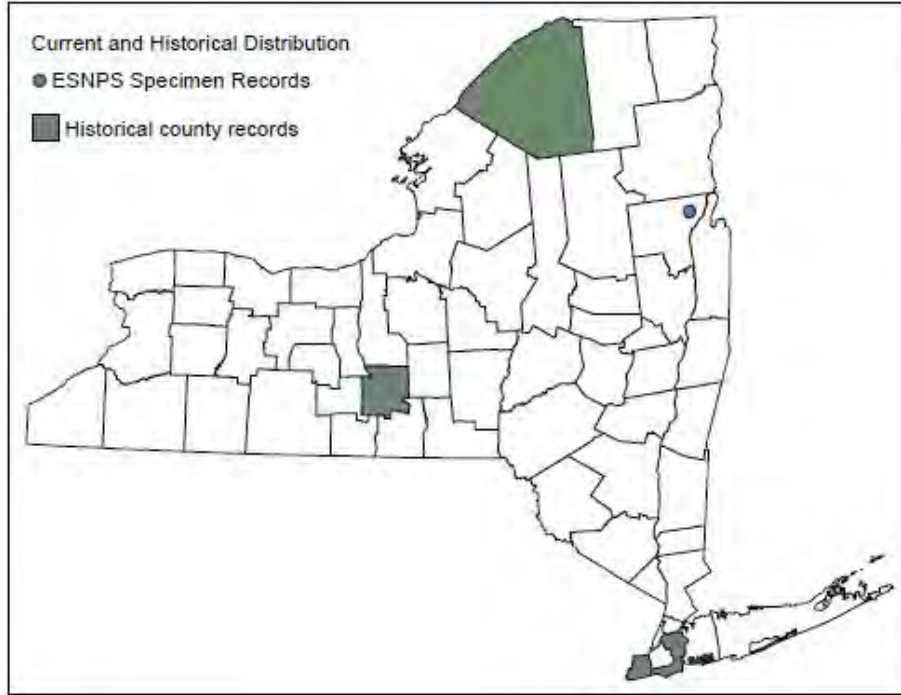 Current and Historical Distribution
ESNPS Specimen Records
Historical county records